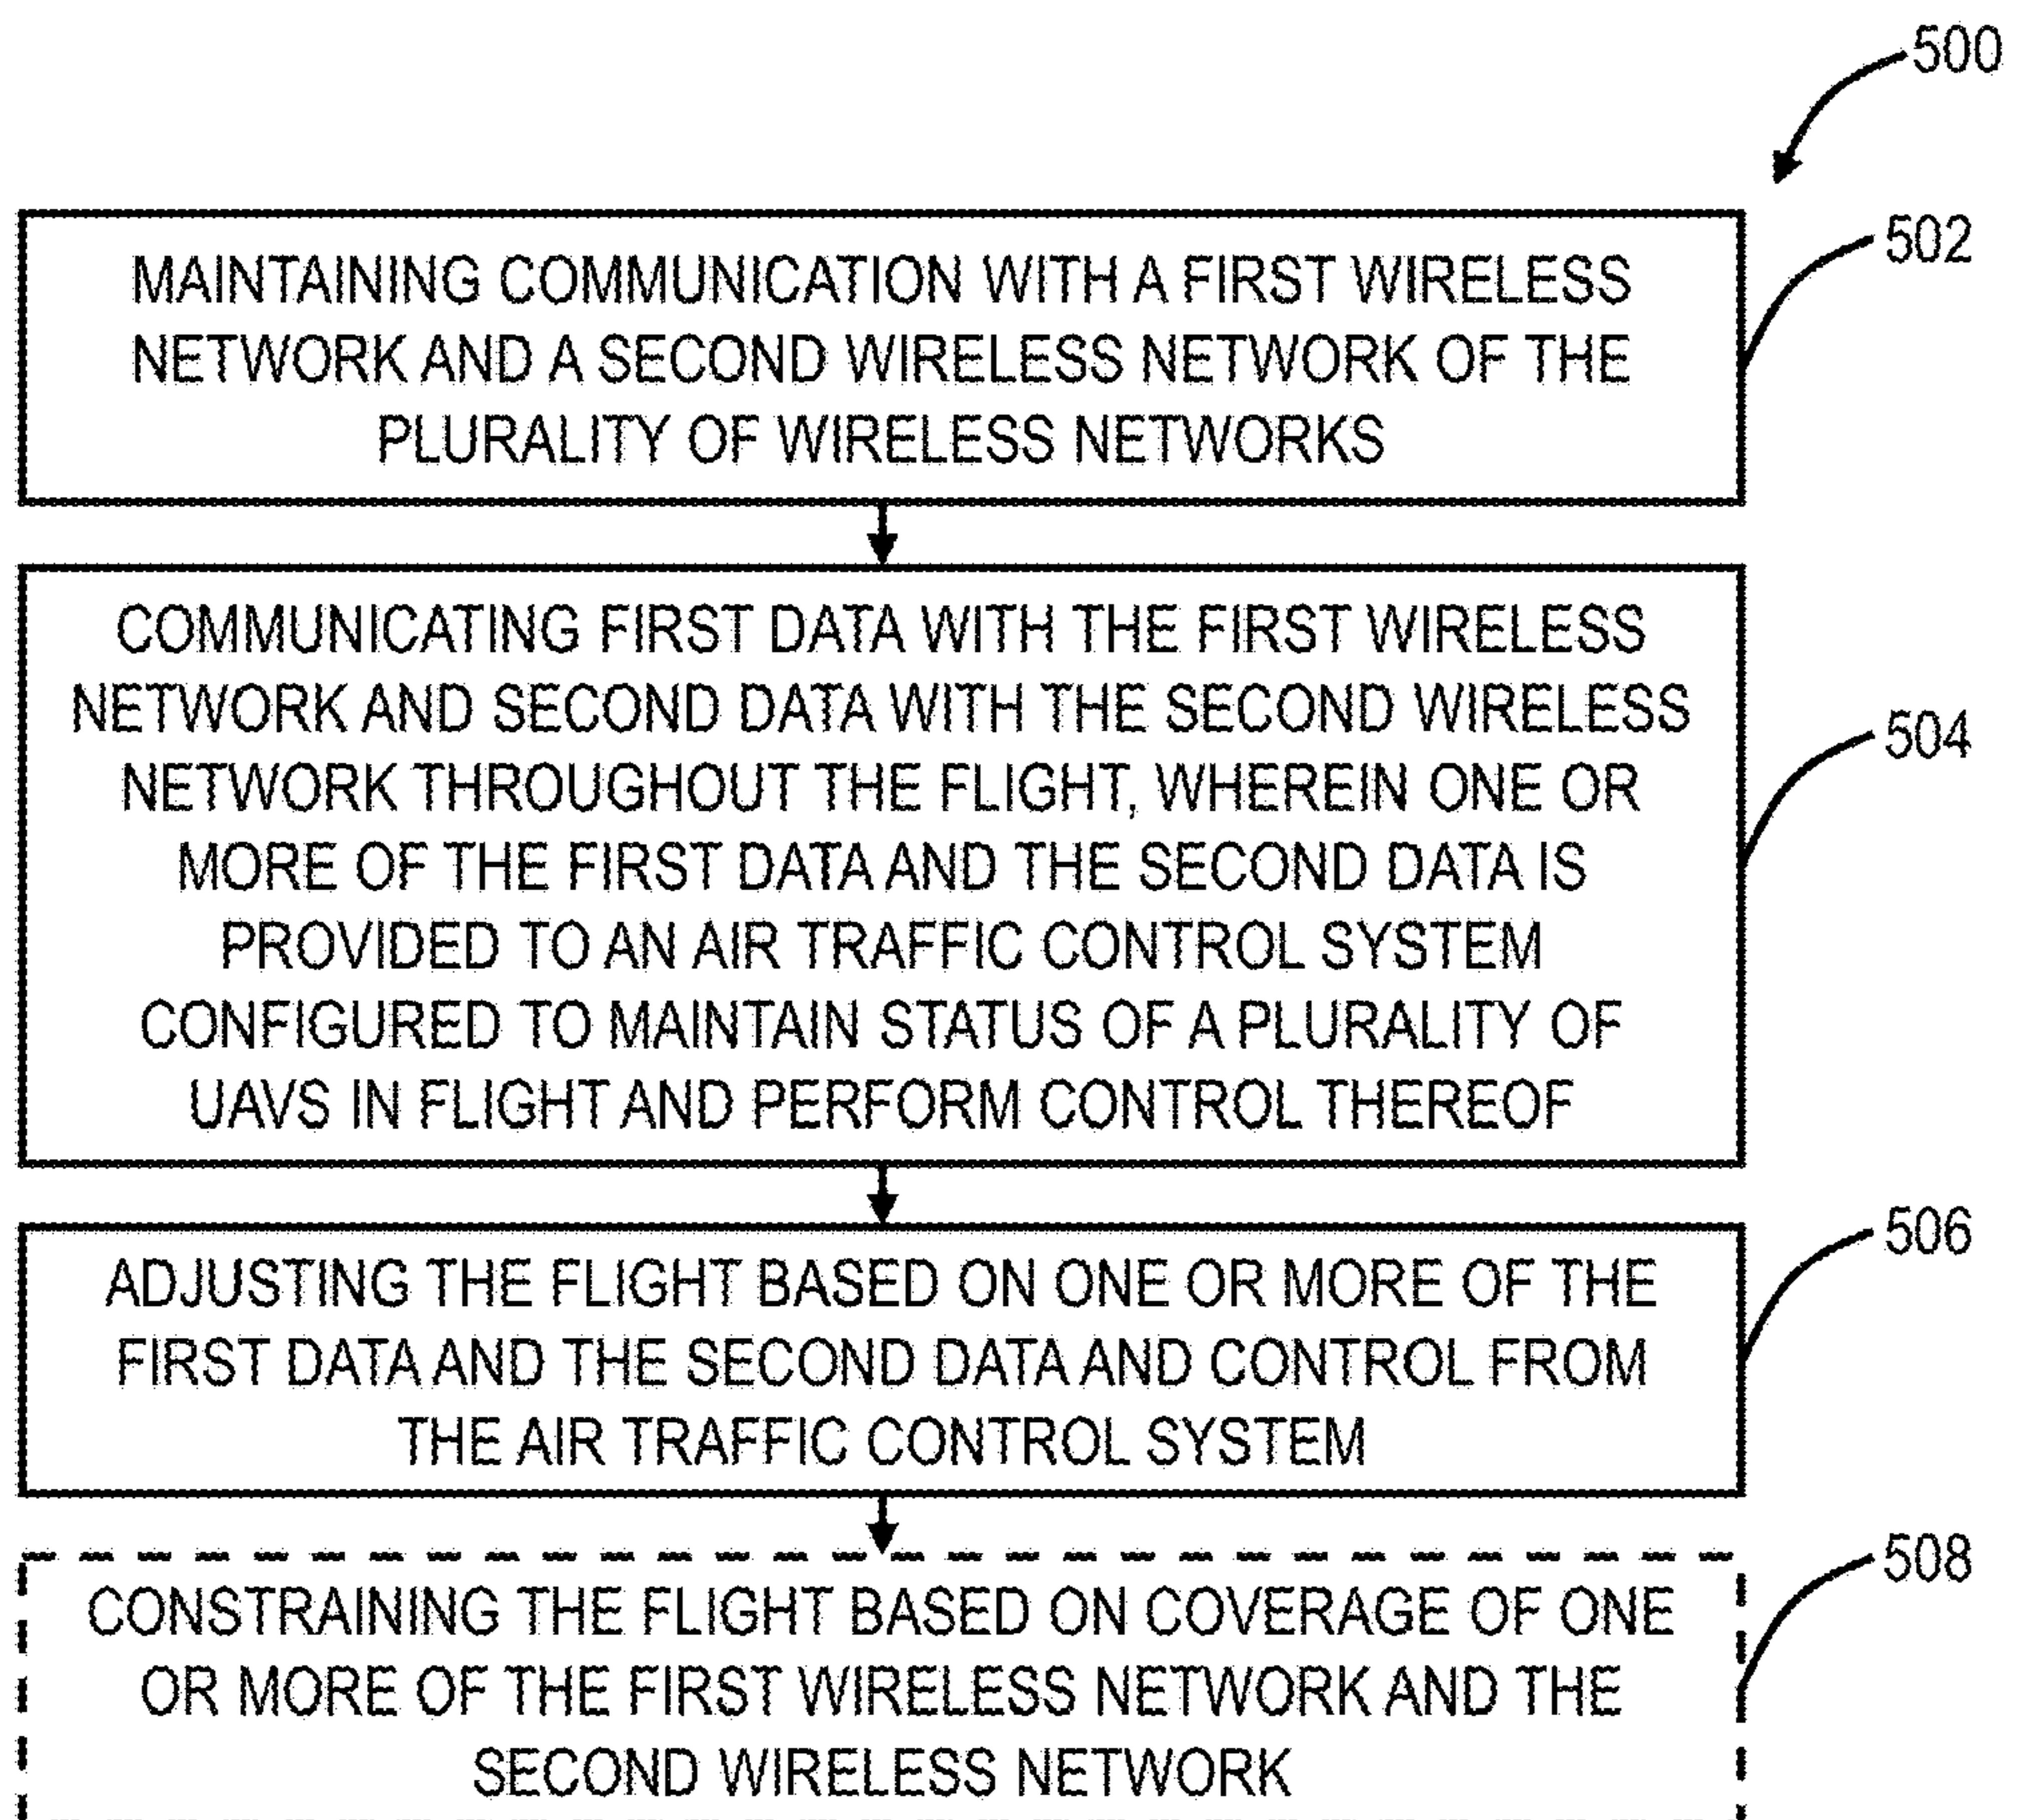 500
502
MAINTAINING COMMUNICATION WITH A FIRST WIRELESS
NETWORK AND A SECOND WIRELESS NETWORK OF THE
PLURALITY OF WIRELESS NETWORKS
504
COMMUNICATING FIRST DATA WITH THE FIRST WIRELESS
NETWORK AND SECOND DATA WITH THE SECOND WIRELESS
NETWORK THROUGHOUT THE FLIGHT, WHEREIN ONE OR
MORE OF THE FIRST DATA AND THE SECOND DATA IS
PROVIDED TO AN AIR TRAFFIC CONTROL SYSTEM
CONFIGURED TO MAINTAIN STATUS OF A PLURALITY OF
UAVS IN FLIGHT AND PERFORM CONTROL THEREOF
506
ADJUSTING THE FLIGHT BASED ON ONE OR MORE OF THE
FIRST DATA AND THE SECOND DATA AND CONTROL FROM
THE AIR TRAFFIC CONTROL SYSTEM
508
CONSTRAINING THE FLIGHT BASED ON COVERAGE OF ONE
OR MORE OF THE FIRST WIRELESS NETWORK AND THE
SECOND WIRELESS NETWORK